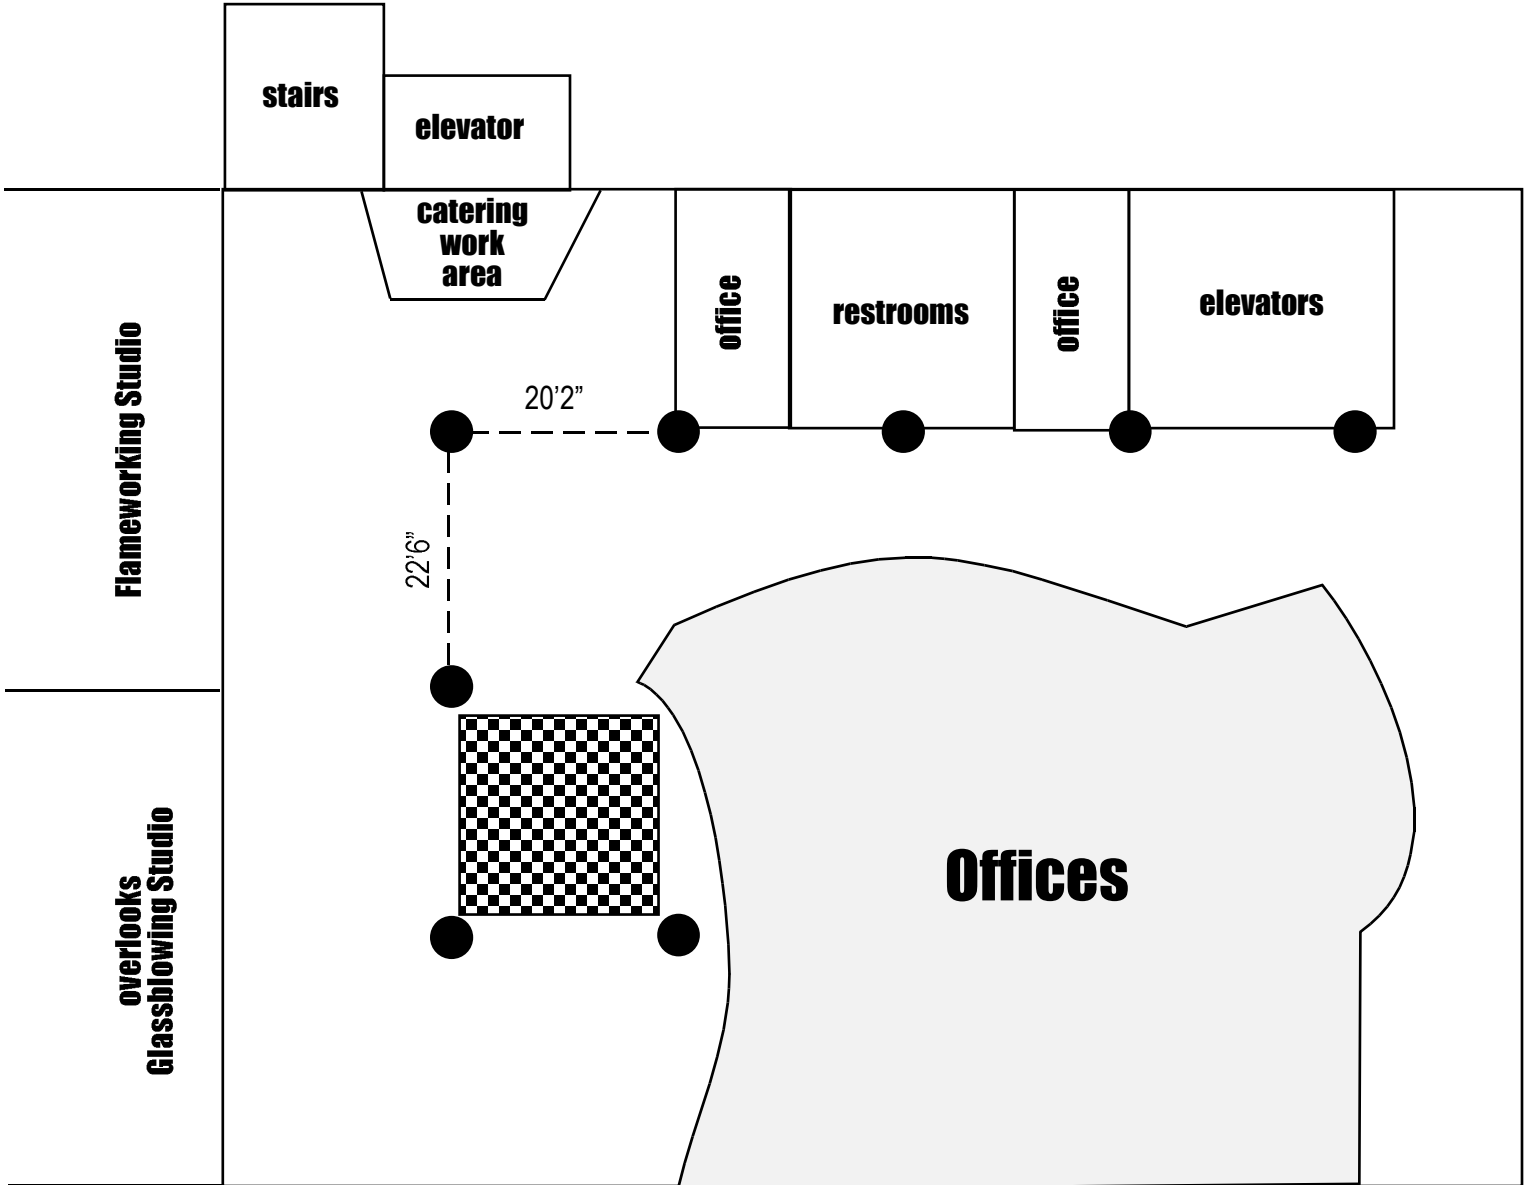 stairs
elevator
catering
work
area
office
restrooms
office
elevators
Flameworking Studio
20’2”
22’6”
overlooks
Glassblowing Studio
Offices